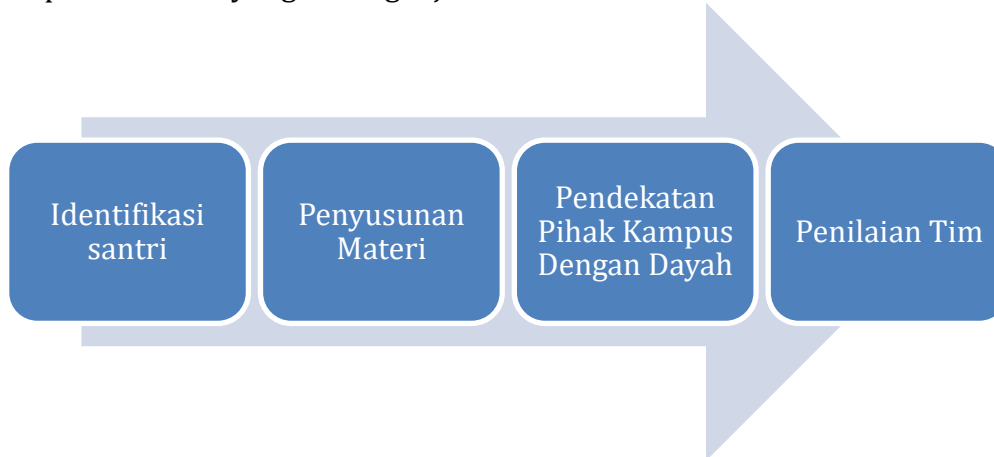 Identifikasi
santri
Penyusunan
Materi
Pendekatan
Pihak Kampus
Dengan Dayah
Penilaian Tim